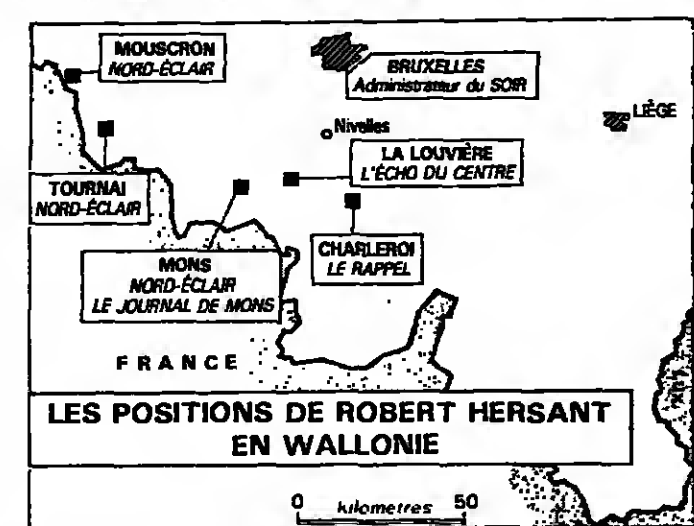 MOUSCRON
NORD-ÉCLAIR
BRUXELLES
Administrateur du SOIR
LIÈGE
Nivelles
LA LOUVIÈRE
L'ÉCHO DU CENTRE
TOURNAI
NORD-ÉCLAIR
MONS
NORD-ÉCLAIR
LE JOURNAL DE MONS
CHARLEROI
LE RAPPEL
FRANCE
LES POSITIONS DE ROBERT HERSANT
EN WALLONIE
0 kilometres 50